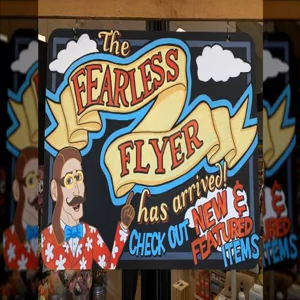 The
FEARLESS
FLYER
has arrived!
CHECK OUT NEW &
FEATURED
ITEMS